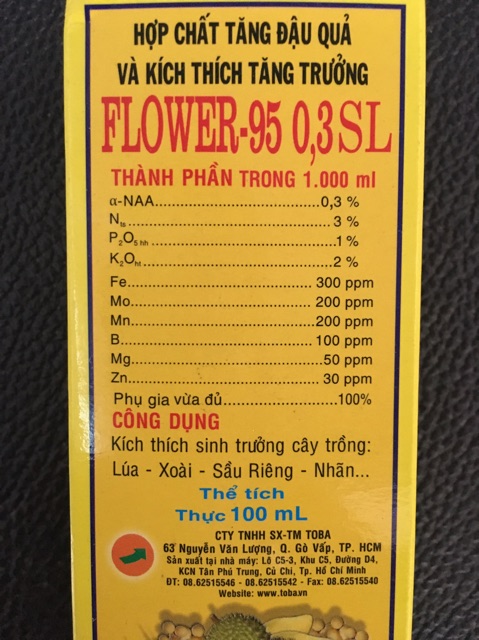 HỢP CHẤT TĂNG ĐẬU QUẢ
VÀ KÍCH THÍCH TĂNG TRƯỞNG
FLOWER-95 0,3SL
THÀNH PHẦN TRONG 1.000 ml
α-NAA..........0,3 %
Nts..........3 %
P2O5 hh..........1 %
K2Oht..........2 %
Fe..........300 ppm
Mo..........200 ppm
Mn..........200 ppm
B..........100 ppm
Mg..........50 ppm
Zn..........30 ppm
Phụ gia vừa đủ..........100%
CÔNG DỤNG
Kích thích sinh trưởng cây trồng:
Lúa - Xoài - Sầu Riêng - Nhãn...
Thể tích
Thực 100 mL
CTY TNHH SX-TM TOBA
63 Nguyễn Văn Lượng, Q. Gò Vấp, TP. HCM
Sản xuất tại nhà máy: Lô C5-3, Khu C5, Đường D4,
KCN Tân Phú Trung, Củ Chi, Tp. Hồ Chí Minh
ĐT: 08.62515546 - 08.62515542 - Fax: 08.62515540
Website: www.toba.vn